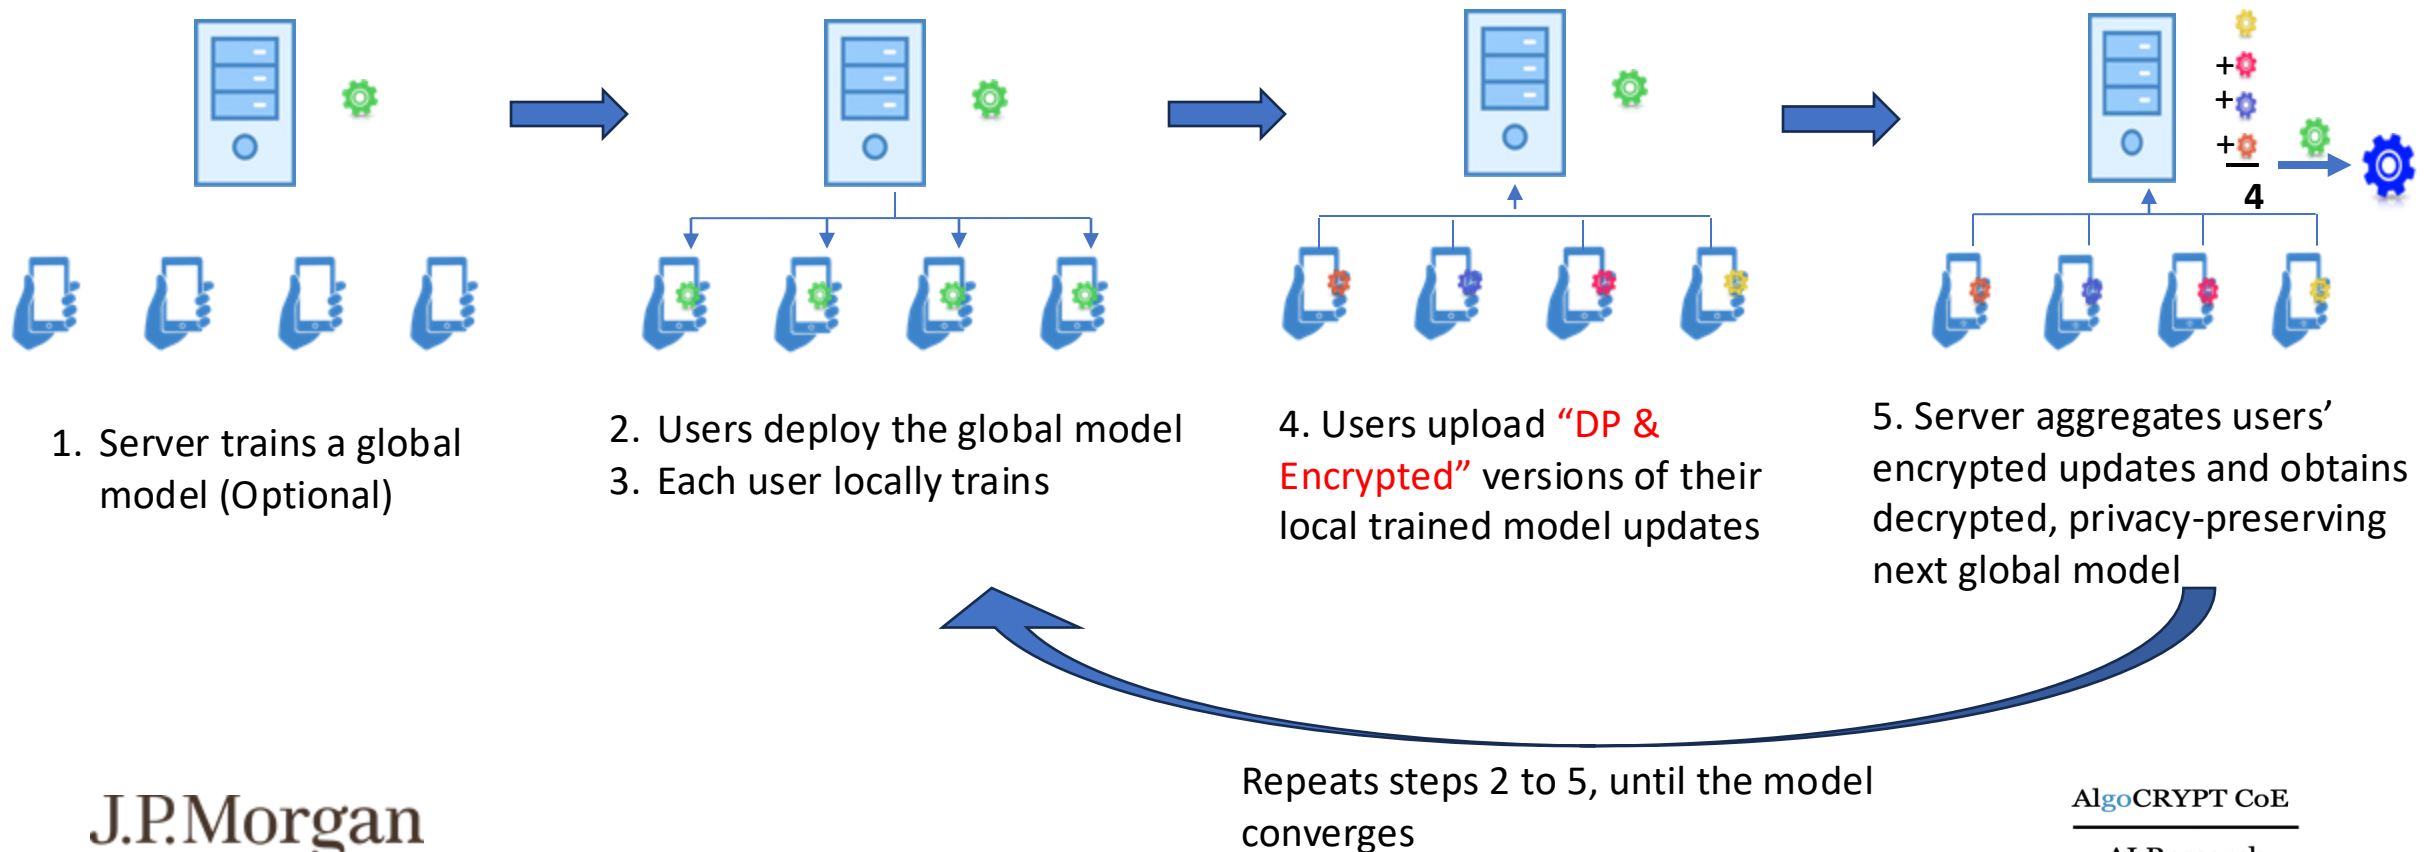 +
+
+
4
1. Server trains a global
model (Optional)
2. Users deploy the global model
3. Each user locally trains
4. Users upload “DP &
Encrypted” versions of their
local trained model updates
5. Server aggregates users’
encrypted updates and obtains
decrypted, privacy-preserving
next global model
Repeats steps 2 to 5, until the model
converges
J.P.Morgan
AlgoCRYPT CoE